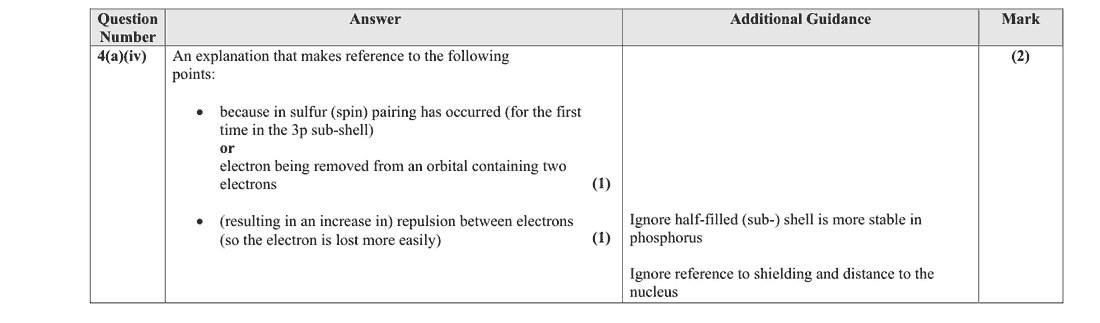 Question Number
Answer
Additional Guidance
Mark
4(a)(iv)
An explanation that makes reference to the following
points:
(2)
• because in sulfur (spin) pairing has occurred (for the first
time in the 3p sub-shell)
or
electron being removed from an orbital containing two
electrons
(1)
• (resulting in an increase in) repulsion between electrons
(so the electron is lost more easily)
(1)
Ignore half-filled (sub-) shell is more stable in
phosphorus
Ignore reference to shielding and distance to the
nucleus